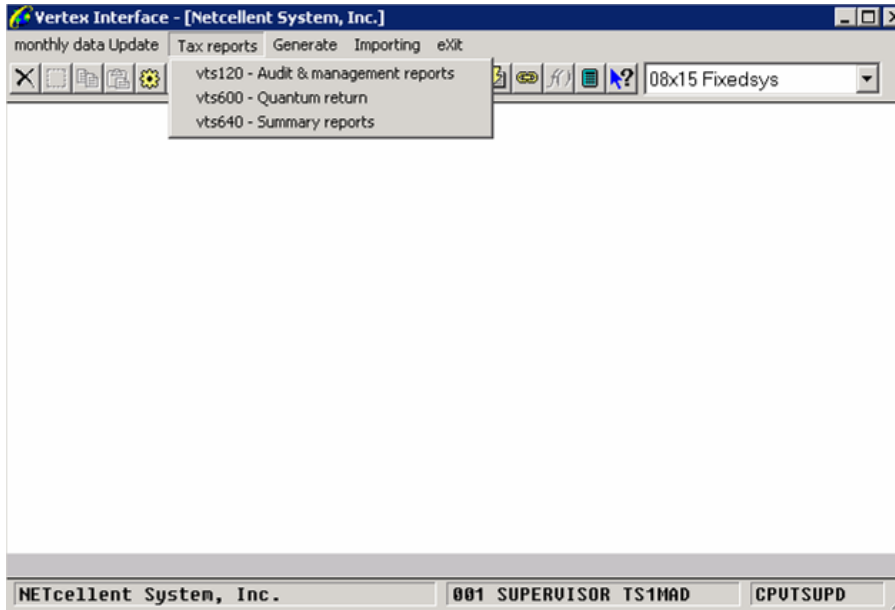 Vertex Interface - [Netcellent System, Inc.]
monthly data Update Tax reports Generate Importing eXit
f() 08x15 Fixedsys
vts120 - Audit & management reports
vts600 - Quantum return
vts640 - Summary reports
NETcellent System, Inc. 001 SUPERVISOR TS1MAD CPVTSUPD